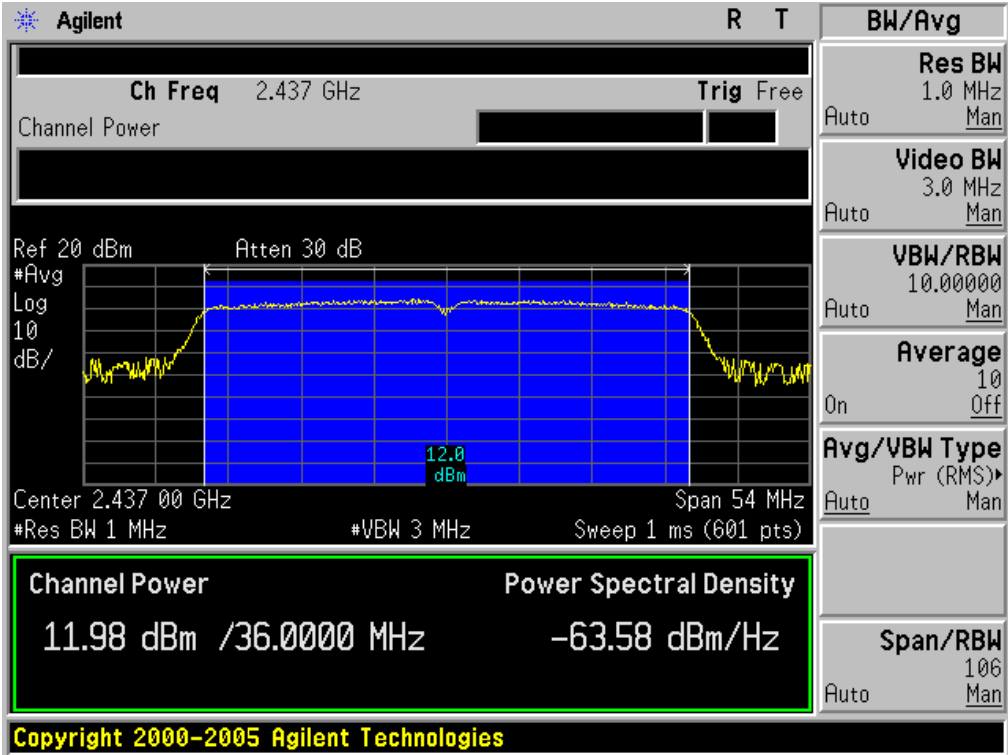 Agilent R T
Ch Freq 2.437 GHz Trig Free
Channel Power
Ref 20 dBm Atten 30 dB
#Avg
Log
10
dB/
12.0
dBm
Center 2.437 00 GHz Span 54 MHz
#Res BW 1 MHz #VBW 3 MHz Sweep 1 ms (601 pts)
Channel Power Power Spectral Density
11.98 dBm /36.0000 MHz -63.58 dBm/Hz
Copyright 2000-2005 Agilent Technologies
BW/Avg
Res BW
1.0 MHz
Auto Man
Video BW
3.0 MHz
Auto Man
VBW/RBW
10.00000
Auto Man
Average
10
On Off
Avg/VBW Type
Pwr (RMS)▸
Auto Man
Span/RBW
106
Auto Man